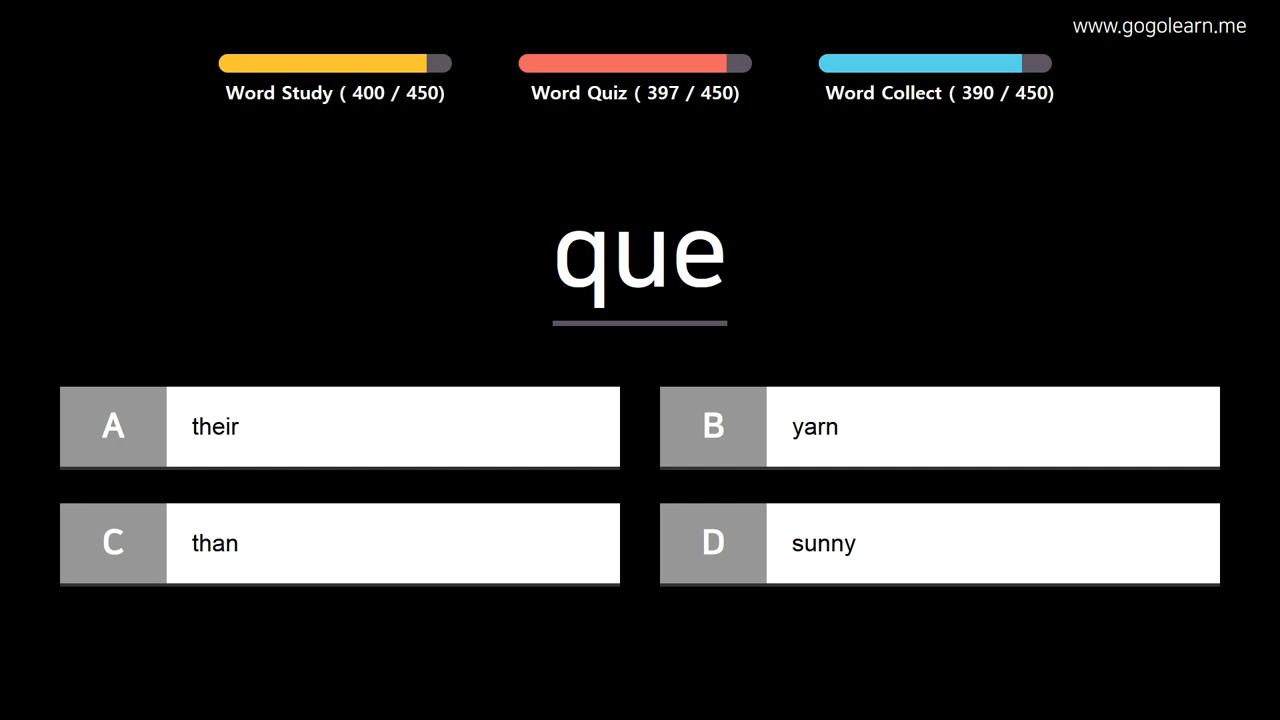 www.gogolearn.me
Word Study ( 400 / 450)
Word Quiz ( 397 / 450)
Word Collect ( 390 / 450)
que
A their
B yarn
C than
D sunny